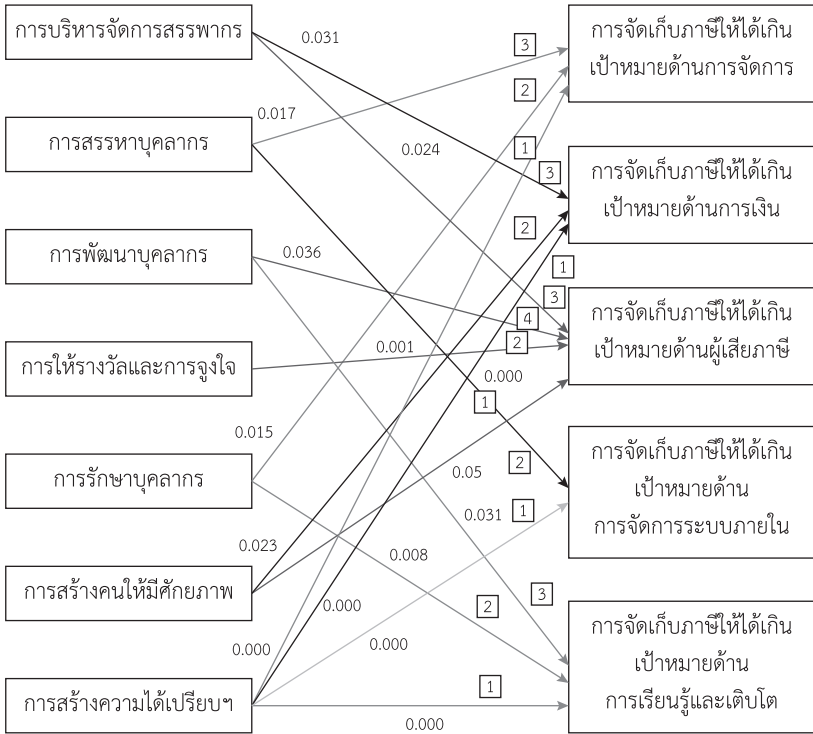 การบริหารจัดการสรรพากร
การสรรหาบุคลากร
การพัฒนาบุคลากร
การให้รางวัลและการจูงใจ
การรักษาบุคลากร
การสร้างคนให้มีศักยภาพ
การสร้างความได้เปรียบฯ
0.031
0.017
0.024
0.036
0.001
0.000
0.015
0.05
0.031
0.023
0.008
0.000
0.000
0.000
0.000
3
2
1
3
2
1
3
4
2
1
2
1
3
2
1
การจัดเก็บภาษีให้ได้เกิน
เป้าหมายด้านการจัดการ
การจัดเก็บภาษีให้ได้เกิน
เป้าหมายด้านการเงิน
การจัดเก็บภาษีให้ได้เกิน
เป้าหมายด้านผู้เสียภาษี
การจัดเก็บภาษีให้ได้เกิน
เป้าหมายด้าน
การจัดการระบบภายใน
การจัดเก็บภาษีให้ได้เกิน
เป้าหมายด้าน
การเรียนรู้และเติบโต